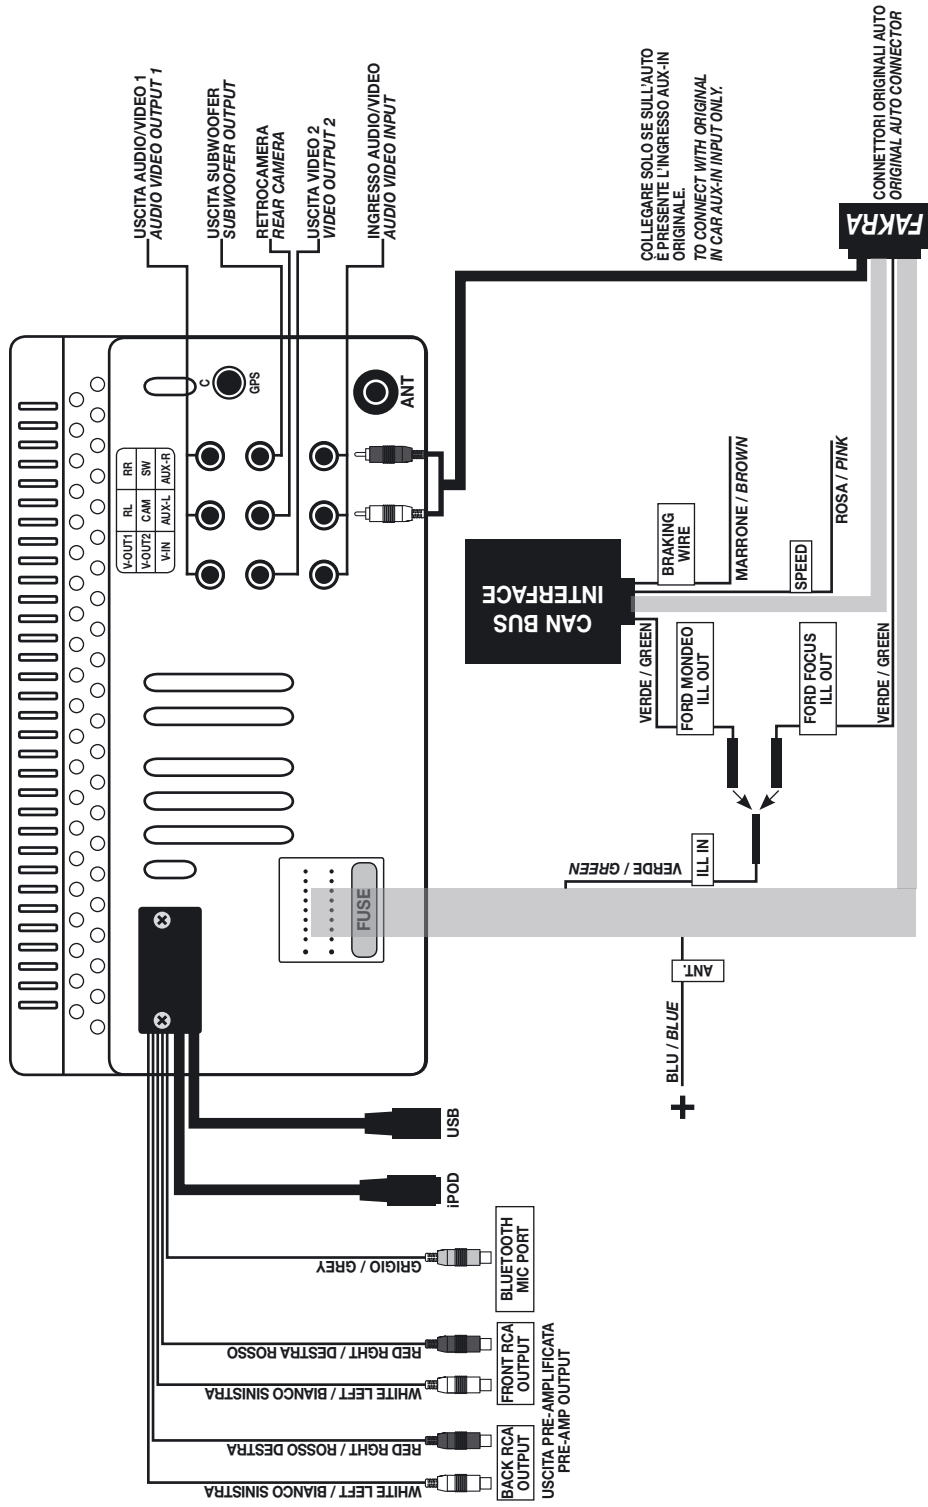 USCITA AUDIO/VIDEO 1
AUDIO VIDEO OUTPUT 1
USCITA SUBWOOFER
SUBWOOFER OUTPUT
RETROCAMERA
REAR CAMERA
USCITA VIDEO 2
VIDEO OUTPUT 2
INGRESSO AUDIO/VIDEO
AUDIO VIDEO INPUT
COLLEGARE SOLO SE SULL'AUTO
È PRESENTE L'INGRESSO AUX-IN
ORIGINALE.
TO CONNECT WITH ORIGINAL
IN CAR AUX-IN INPUT ONLY.
CONNETTORI ORIGINALI AUTO
ORIGINAL AUTO CONNECTOR
FAKRA
C
GPS
ANT
V-OUT1 RL RR
V-OUT2 CAM SW
V-IN AUX-L AUX-R
CAN BUS
INTERFACE
BRAKING
WIRE
MARRONE / BROWN
SPEED
ROSA / PINK
VERDE / GREEN
FORD MONDEO
ILL OUT
FORD FOCUS
ILL OUT
VERDE / GREEN
VERDE / GREEN
ILL IN
FUSE
ANT.
BLU / BLUE
+
USB
iPOD
GRIGIO / GREY
BLUETOOTH
MIC PORT
RED RGHT / DESTRA ROSSO
WHITE LEFT / BIANCO SINISTRA
FRONT RCA
OUTPUT
RED RGHT / ROSSO DESTRA
WHITE LEFT / BIANCO SINISTRA
BACK RCA
OUTPUT
USCITA PRE-AMPLIFICATA
PRE-AMP OUTPUT